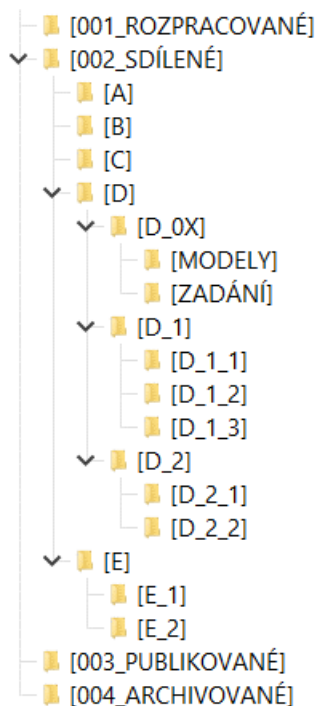 [001_ROZPRACOVANÉ]
[002_SDÍLENÉ]
[A]
[B]
[C]
[D]
[D_0X]
[MODELY]
[ZADÁNÍ]
[D_1]
[D_1_1]
[D_1_2]
[D_1_3]
[D_2]
[D_2_1]
[D_2_2]
[E]
[E_1]
[E_2]
[003_PUBLIKOVANÉ]
[004_ARCHIVOVANÉ]